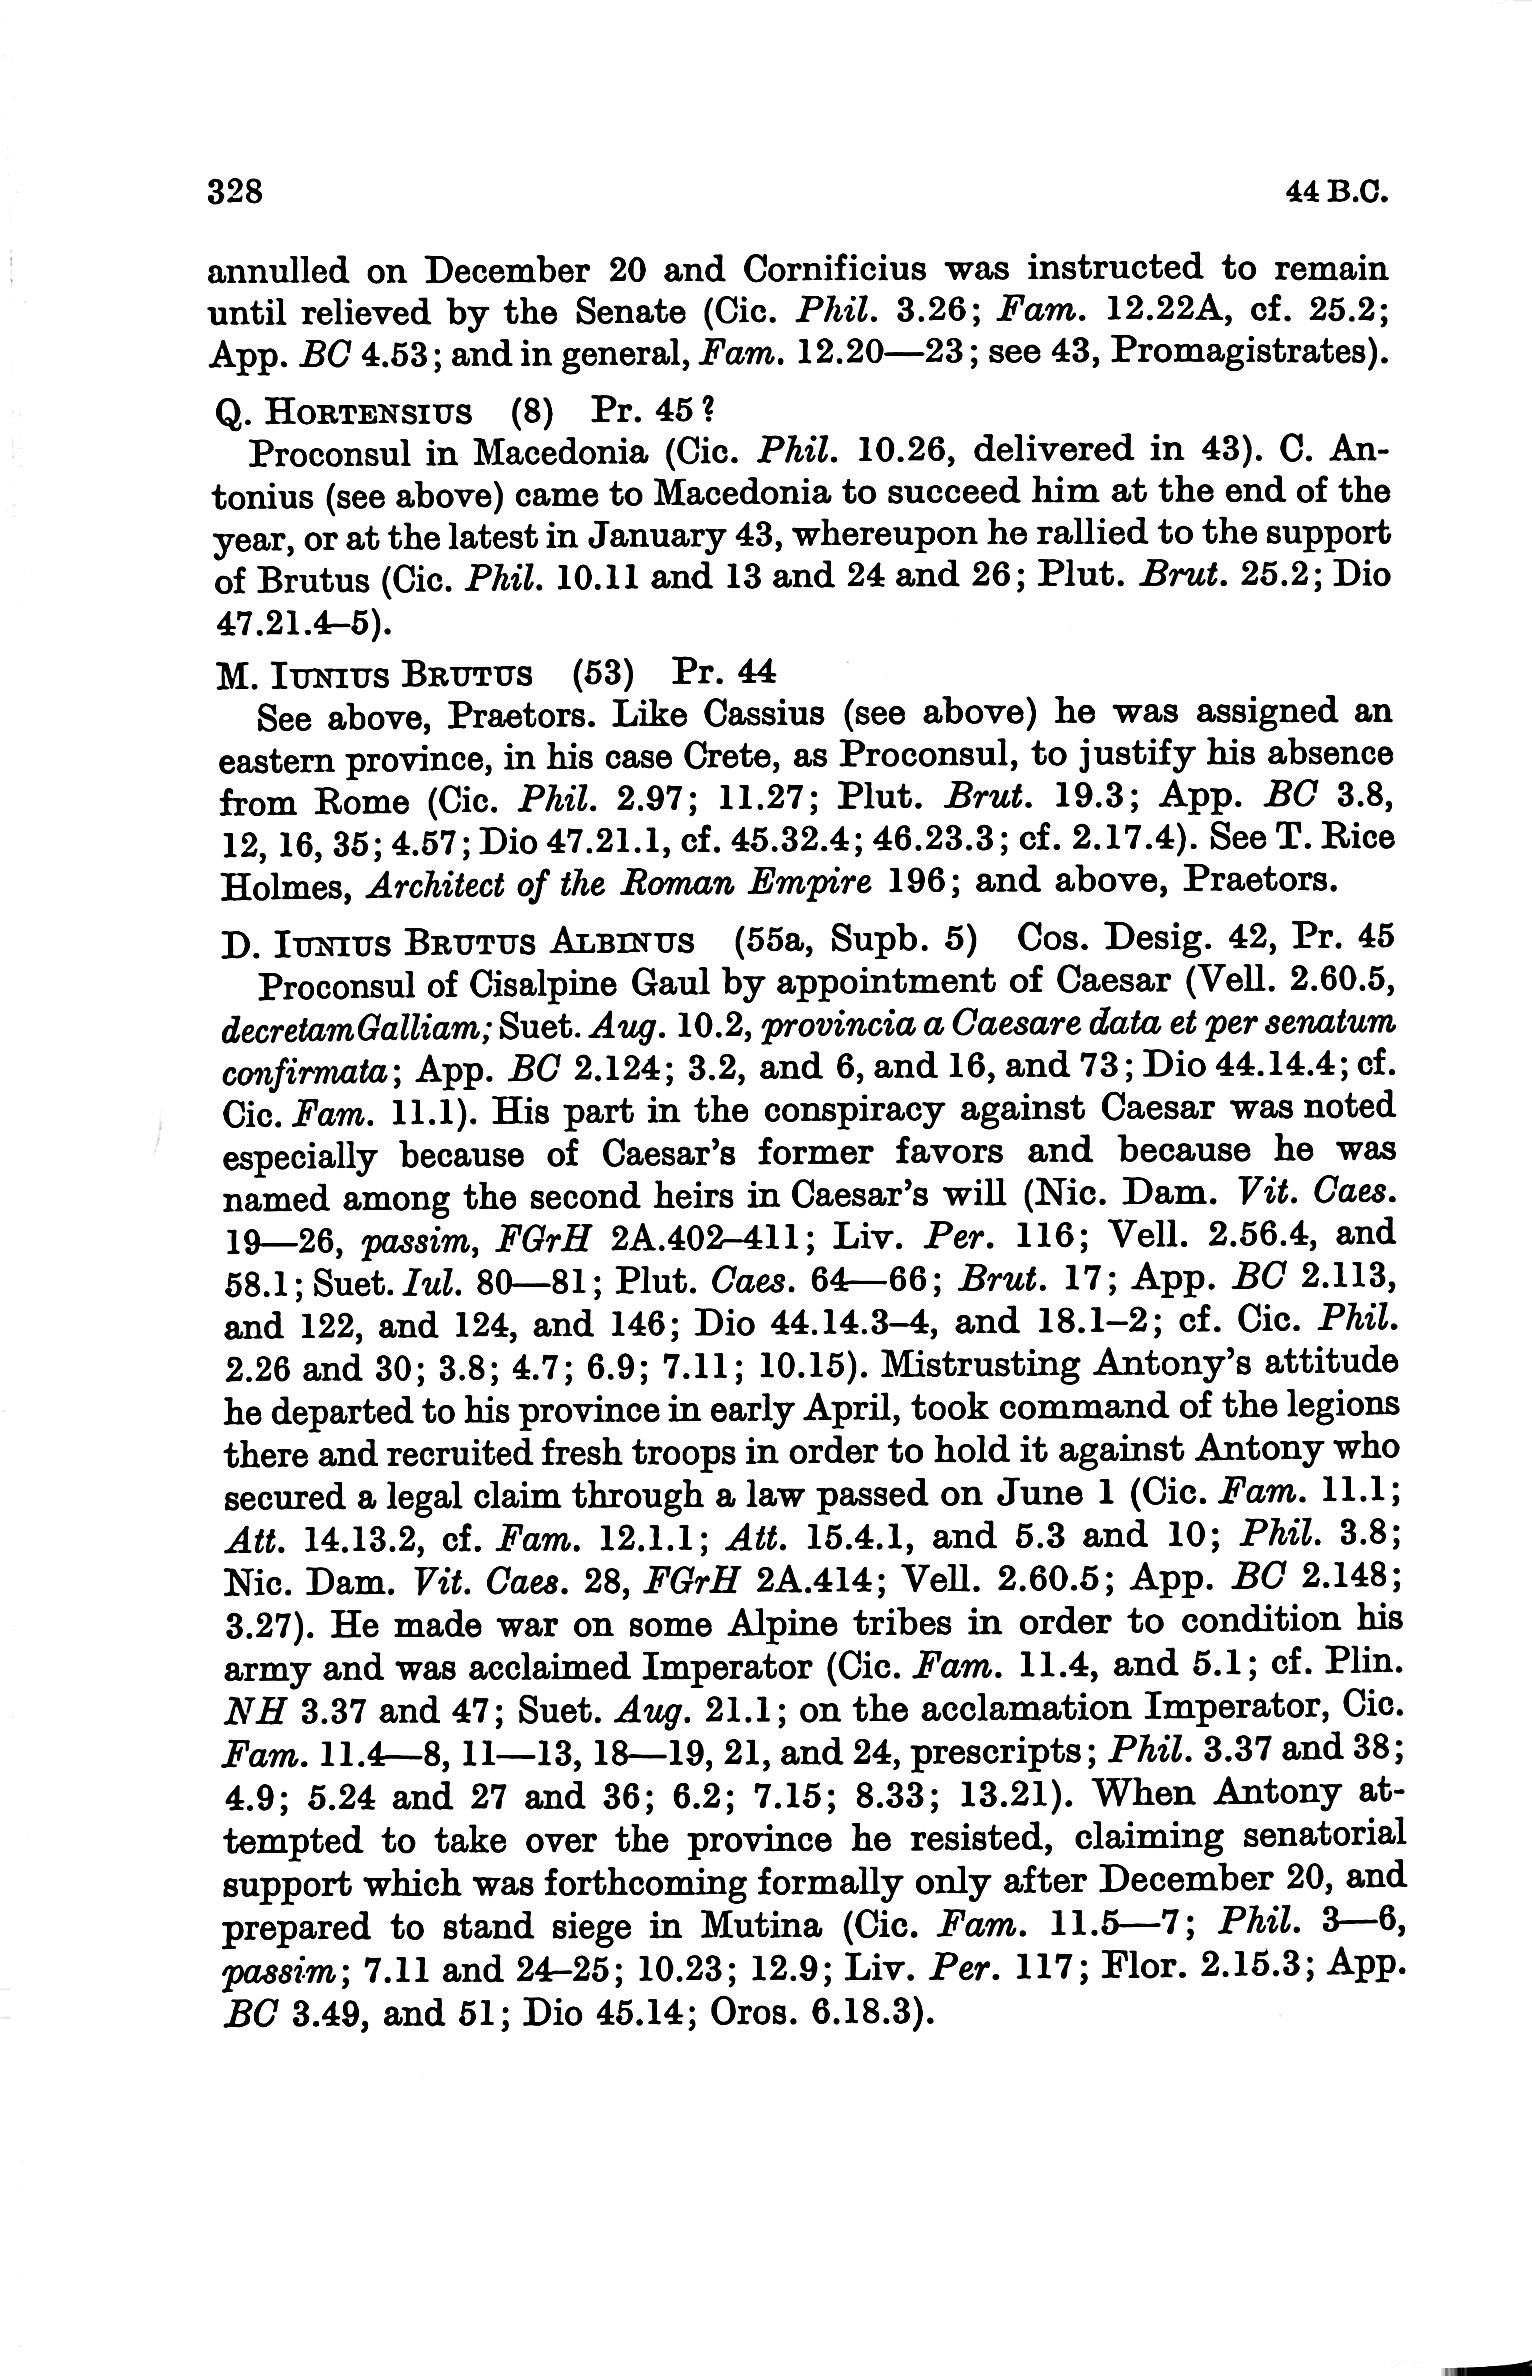 328 44 B.C.
annulled on December 20 and Cornificius was instructed to remain
until relieved by the Senate (Cic. Phil. 3.26; Fam. 12.22A, cf. 25.2;
App. BC 4.53; and in general, Fam. 12.20—23; see 43, Promagistrates).
Q. HORTENSIUS (8) Pr. 45?
Proconsul in Macedonia (Cic. Phil. 10.26, delivered in 43). C. An-
tonius (see above) came to Macedonia to succeed him at the end of the
year, or at the latest in January 43, whereupon he rallied to the support
of Brutus (Cic. Phil. 10.11 and 13 and 24 and 26; Plut. Brut. 25.2; Dio
47.21.4–5).
M. IUNIUS BRUTUS (53) Pr. 44
See above, Praetors. Like Cassius (see above) he was assigned an
eastern province, in his case Crete, as Proconsul, to justify his absence
from Rome (Cic. Phil. 2.97; 11.27; Plut. Brut. 19.3; App. BC 3.8,
12, 16, 35; 4.57; Dio 47.21.1, cf. 45.32.4; 46.23.3; cf. 2.17.4). See T. Rice
Holmes, Architect of the Roman Empire 196; and above, Praetors.
D. IUNIUS BRUTUS ALBINUS (55a, Supb. 5) Cos. Desig. 42, Pr. 45
Proconsul of Cisalpine Gaul by appointment of Caesar (Vell. 2.60.5,
decretam Galliam; Suet. Aug. 10.2, provincia a Caesare data et per senatum
confirmata; App. BC 2.124; 3.2, and 6, and 16, and 73; Dio 44.14.4; cf.
Cic. Fam. 11.1). His part in the conspiracy against Caesar was noted
especially because of Caesar's former favors and because he was
named among the second heirs in Caesar's will (Nic. Dam. Vit. Caes.
19—26, passim, FGrH 2A.402–411; Liv. Per. 116; Vell. 2.56.4, and
58.1; Suet. Iul. 80—81; Plut. Caes. 64—66; Brut. 17; App. BC 2.113,
and 122, and 124, and 146; Dio 44.14.3–4, and 18.1–2; cf. Cic. Phil.
2.26 and 30; 3.8; 4.7; 6.9; 7.11; 10.15). Mistrusting Antony's attitude
he departed to his province in early April, took command of the legions
there and recruited fresh troops in order to hold it against Antony who
secured a legal claim through a law passed on June 1 (Cic. Fam. 11.1;
Att. 14.13.2, cf. Fam. 12.1.1; Att. 15.4.1, and 5.3 and 10; Phil. 3.8;
Nic. Dam. Vit. Caes. 28, FGrH 2A.414; Vell. 2.60.5; App. BC 2.148;
3.27). He made war on some Alpine tribes in order to condition his
army and was acclaimed Imperator (Cic. Fam. 11.4, and 5.1; cf. Plin.
NH 3.37 and 47; Suet. Aug. 21.1; on the acclamation Imperator, Cic.
Fam. 11.4—8, 11—13, 18—19, 21, and 24, prescripts; Phil. 3.37 and 38;
4.9; 5.24 and 27 and 36; 6.2; 7.15; 8.33; 13.21). When Antony at-
tempted to take over the province he resisted, claiming senatorial
support which was forthcoming formally only after December 20, and
prepared to stand siege in Mutina (Cic. Fam. 11.5—7; Phil. 3—6,
passim; 7.11 and 24–25; 10.23; 12.9; Liv. Per. 117; Flor. 2.15.3; App.
BC 3.49, and 51; Dio 45.14; Oros. 6.18.3).